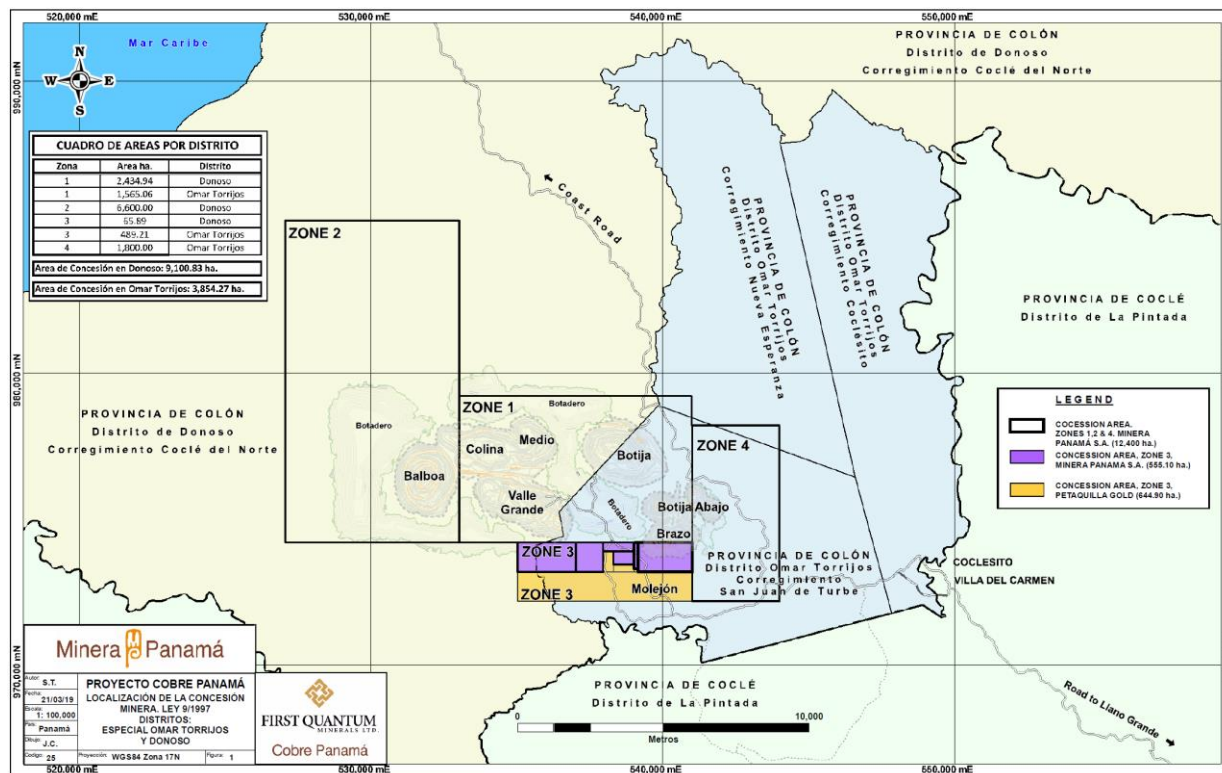 520,000 mE
530,000 mE
540,000 mE
550,000 mE
990,000 mN
980,000 mN
970,000 mN
Mar Caribe
N
W
E
S
PROVINCIA DE COLÓN
Distrito de Donoso
Corregimiento Coclé del Norte
CUADRO DE AREAS POR DISTRITO
Zona Area ha. Distrito
1 2,434.94 Donoso
1 1,565.06 Omar Torrijos
2 6,600.00 Donoso
3 65.89 Donoso
3 489.21 Omar Torrijos
4 1,800.00 Omar Torrijos
Area de Concesión en Donoso: 9,100.83 ha.
Area de Concesión en Omar Torrijos: 3,854.27 ha.
Coast Road
ZONE 2
PROVINCIA DE COLÓN
Distrito Omar Torrijos
Corregimiento Nueva Esperanza
PROVINCIA DE COLÓN
Distrito Omar Torrijos
Corregimiento Coclésito
PROVINCIA DE COCLÉ
Distrito de La Pintada
PROVINCIA DE COLÓN
Distrito de Donoso
Corregimiento Coclé del Norte
ZONE 1
Botadero
Botadero
Colina
Medio
Balboa
Valle
Grande
Botija
ZONE 4
Botija Abajo
Botadero
Brazo
LEGEND
COCESSION AREA.
ZONES 1,2 & 4. MINERA
PANAMÁ S.A. (12,400 ha.)
CONCESSION AREA, ZONE 3,
MINERA PANAMA S.A. (555.10 ha.)
CONCESSION AREA, ZONE 3,
PETAQUILLA GOLD (644.90 ha.)
ZONE 3
ZONE 3
Molejón
PROVINCIA DE COLÓN
Distrito Omar Torrijos
Corregimiento
San Juan de Turbe
COCLESITO
VILLA DEL CARMEN
PROVINCIA DE COCLÉ
Distrito de La Pintada
Road to Llano Grande
0 10,000
Metros
Minera Panamá
Autor: S.T.
Fecha: 21/03/19
Escala: 1: 100,000
País: Panamá
Dibujo: J.C.
Código: 25
PROYECTO COBRE PANAMÁ
LOCALIZACIÓN DE LA CONCESIÓN
MINERA. LEY 9/1997
DISTRITOS:
ESPECIAL OMAR TORRIJOS
Y DONOSO
Proyección: WGS84 Zona 17N
Figura: 1
FIRST QUANTUM
MINERALS LTD.
Cobre Panamá
520,000 mE
530,000 mE
540,000 mE
550,000 mE